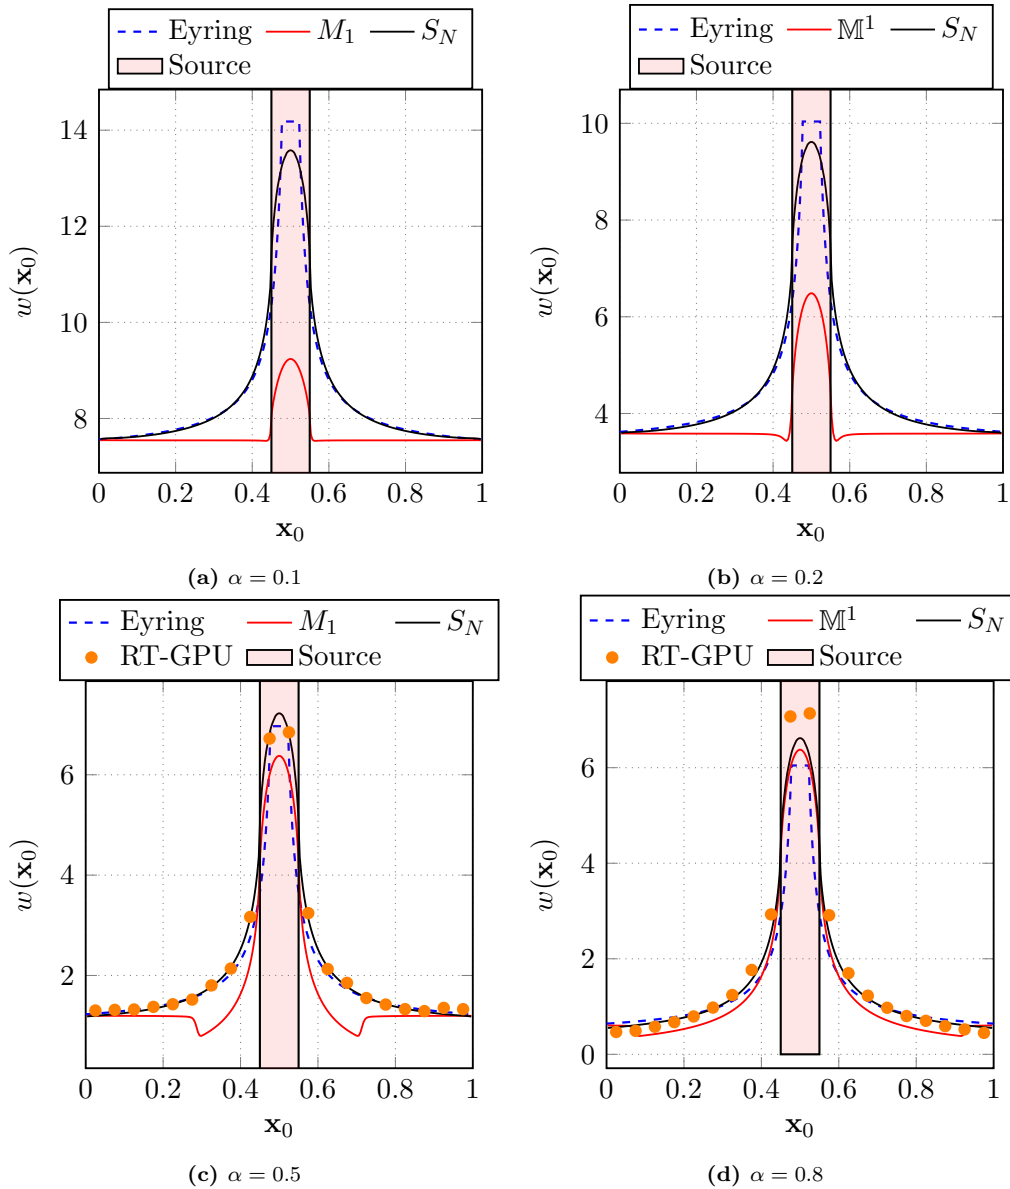 Eyring M₁ S_N
Source
14
12
10
8
w(x₀)
0 0.2 0.4 0.6 0.8 1
x₀
(a) α = 0.1
Eyring 𝕄¹ S_N
Source
10
8
6
4
w(x₀)
0 0.2 0.4 0.6 0.8 1
x₀
(b) α = 0.2
Eyring M₁ S_N
RT-GPU Source
6
4
2
w(x₀)
0 0.2 0.4 0.6 0.8 1
x₀
(c) α = 0.5
Eyring 𝕄¹ S_N
RT-GPU Source
6
4
2
0
w(x₀)
0 0.2 0.4 0.6 0.8 1
x₀
(d) α = 0.8